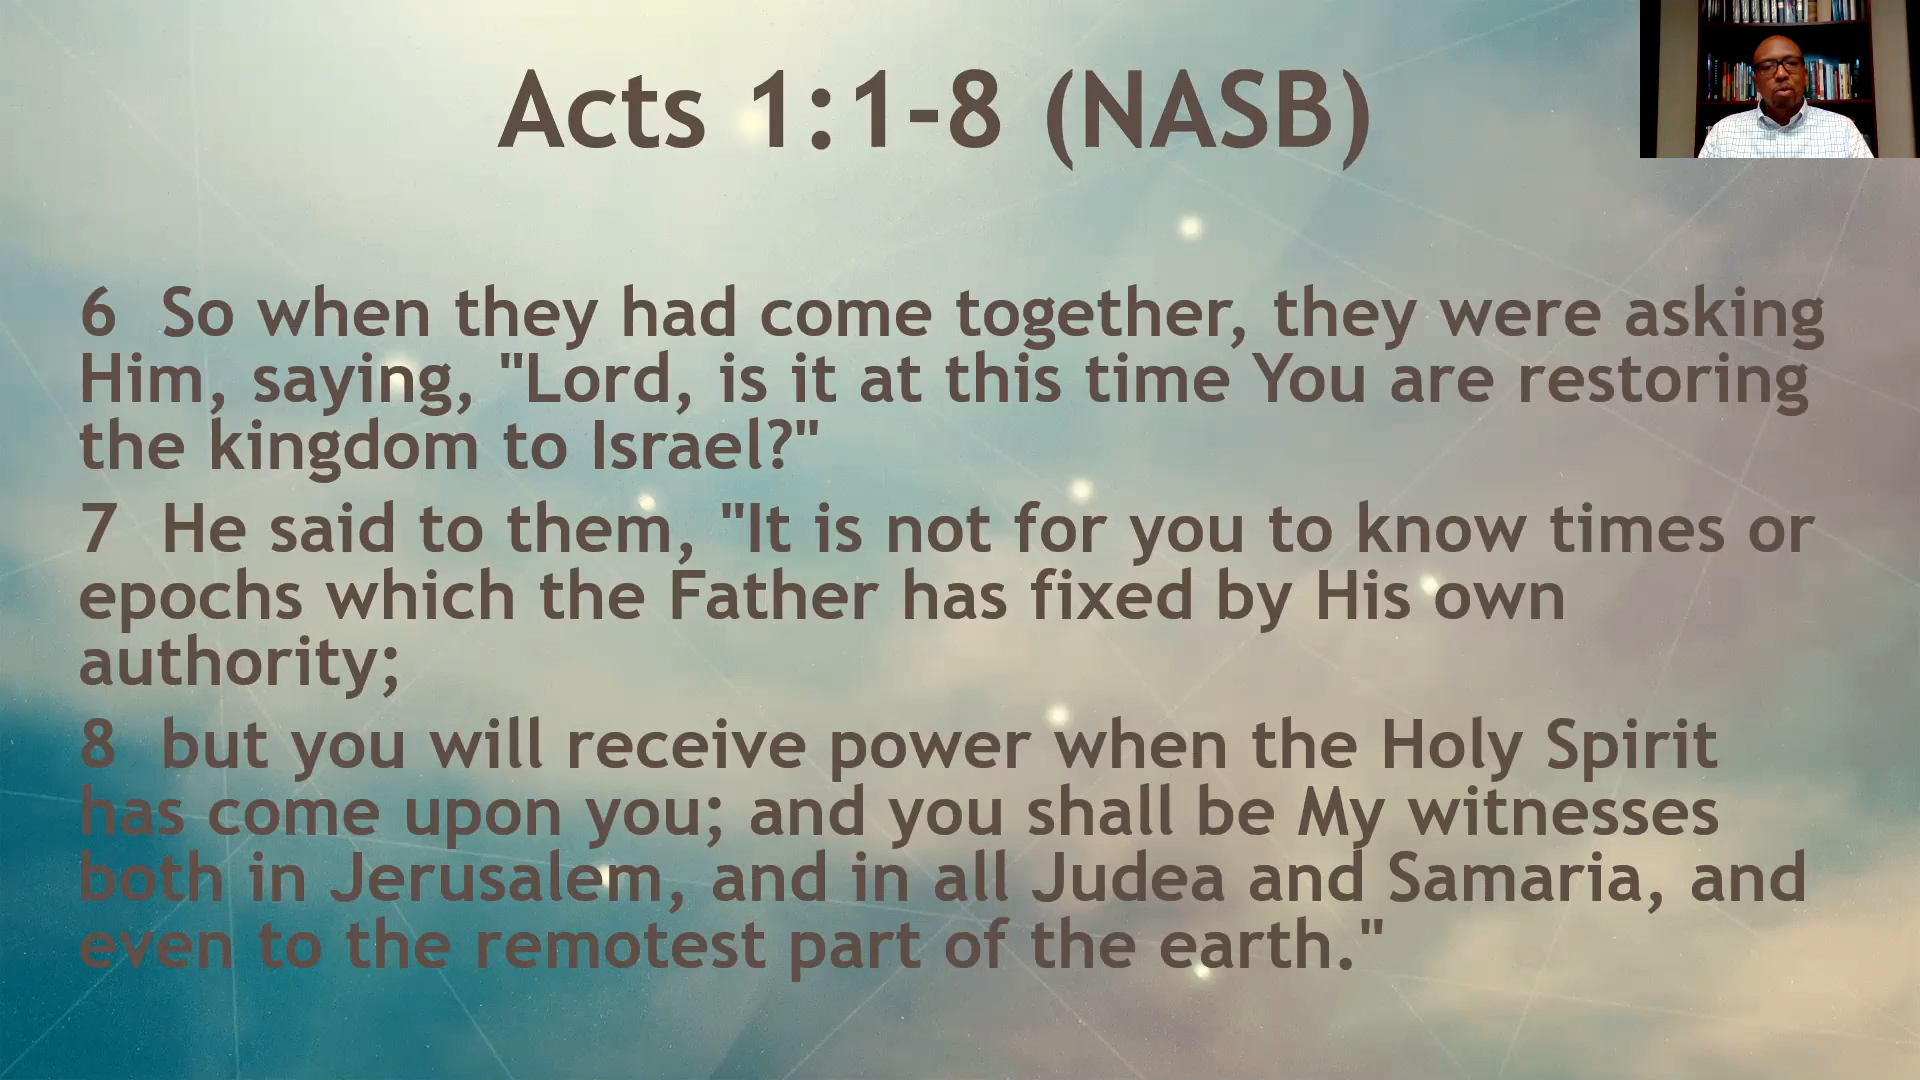 Acts 1:1-8 (NASB)
6 So when they had come together, they were asking
Him, saying, "Lord, is it at this time You are restoring
the kingdom to Israel?"
7 He said to them, "It is not for you to know times or
epochs which the Father has fixed by His own
authority;
8 but you will receive power when the Holy Spirit
has come upon you; and you shall be My witnesses
both in Jerusalem, and in all Judea and Samaria, and
even to the remotest part of the earth."